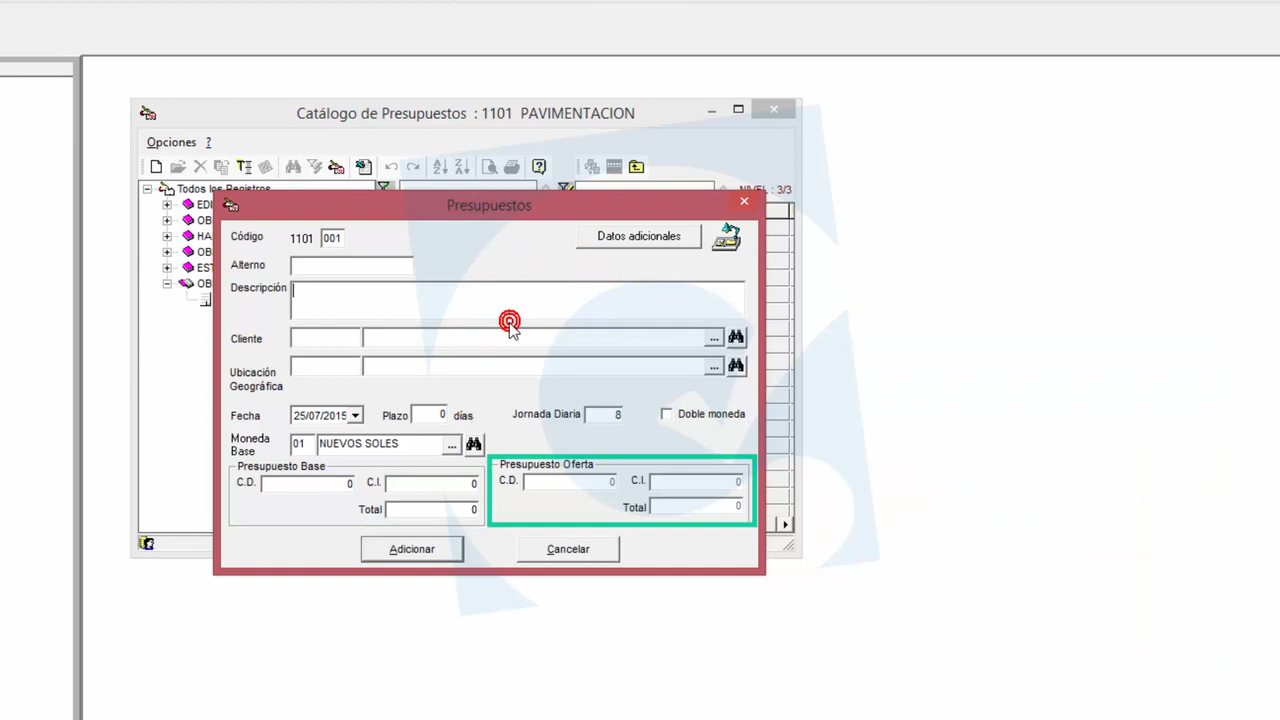 Catálogo de Presupuestos : 1101 PAVIMENTACION
Opciones ?
Todos los Registros
NIVEL : 3/3
EDI
OB
HA
OB
EST
OB
Presupuestos
Código 1101 001 Datos adicionales
Alterno
Descripción
Cliente ...
Ubicación Geográfica ...
Fecha 25/07/2015 Plazo 0 días Jornada Diaria 8 Doble moneda
Moneda Base 01 NUEVOS SOLES ...
Presupuesto Base
C.D. 0 C.I. 0
Total 0
Presupuesto Oferta
C.D. 0 C.I. 0
Total 0
Adicionar Cancelar